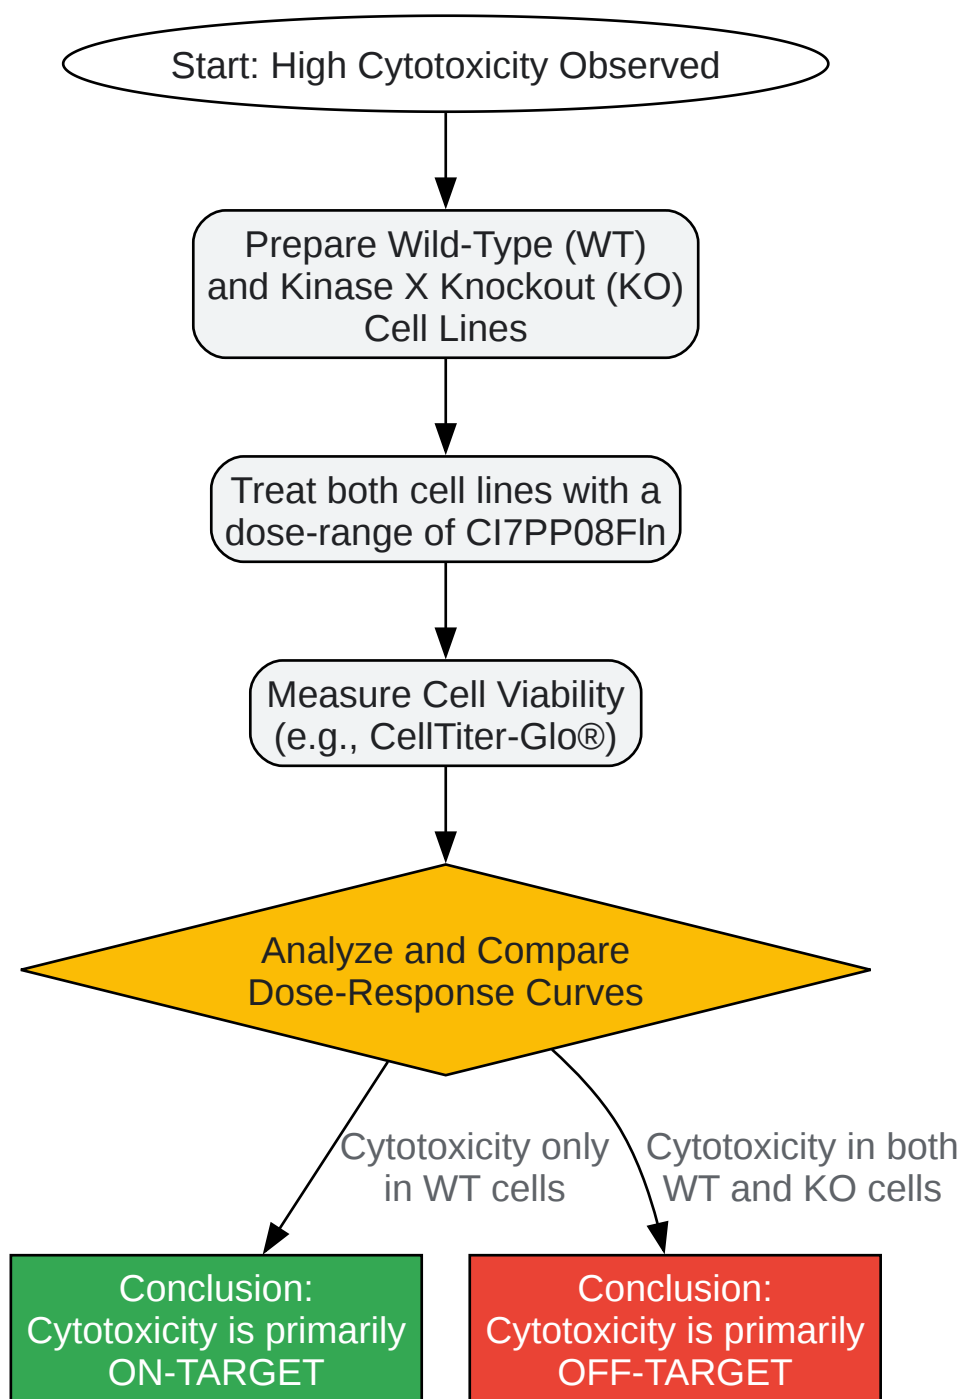 Start: High Cytotoxicity Observed
Prepare Wild-Type (WT)
and Kinase X Knockout (KO)
Cell Lines
Treat both cell lines with a
dose-range of CI7PP08Fln
Measure Cell Viability
(e.g., CellTiter-Glo®)
Analyze and Compare
Dose-Response Curves
Cytotoxicity only
in WT cells
Cytotoxicity in both
WT and KO cells
Conclusion:
Cytotoxicity is primarily
ON-TARGET
Conclusion:
Cytotoxicity is primarily
OFF-TARGET